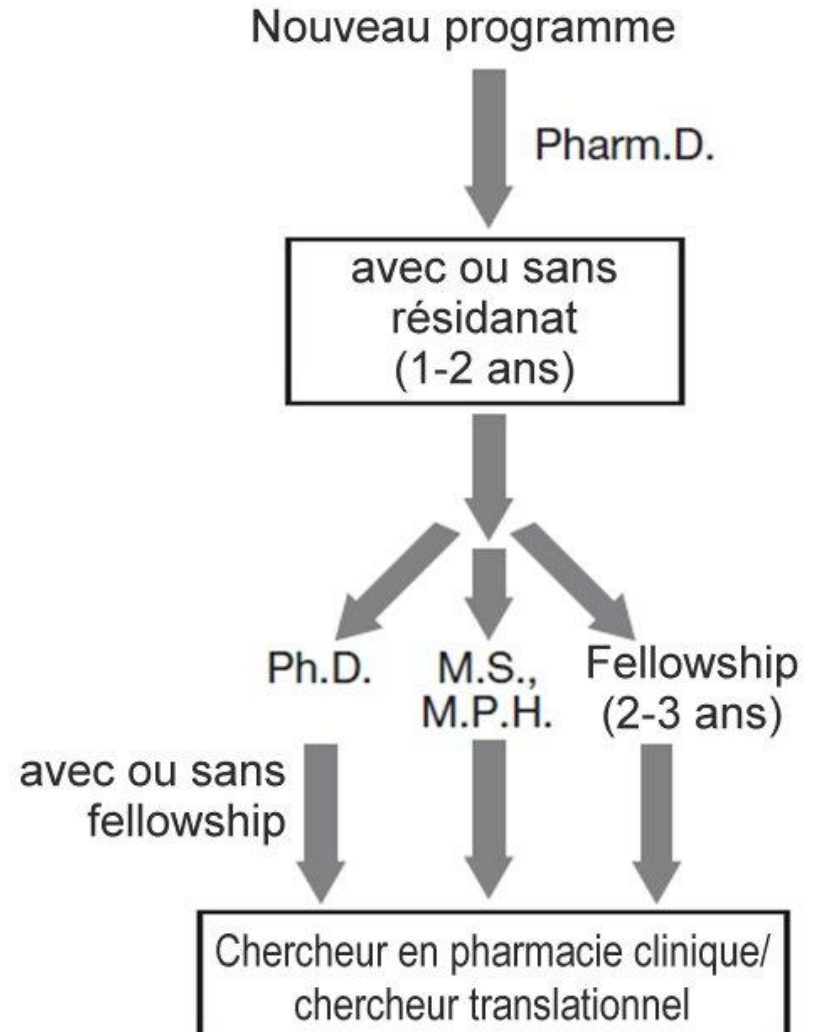 Nouveau programme
Pharm.D.
avec ou sans
résidanat
(1-2 ans)
Ph.D.
M.S.,
M.P.H.
Fellowship
(2-3 ans)
avec ou sans
fellowship
Chercheur en pharmacie clinique/
chercheur translationnel